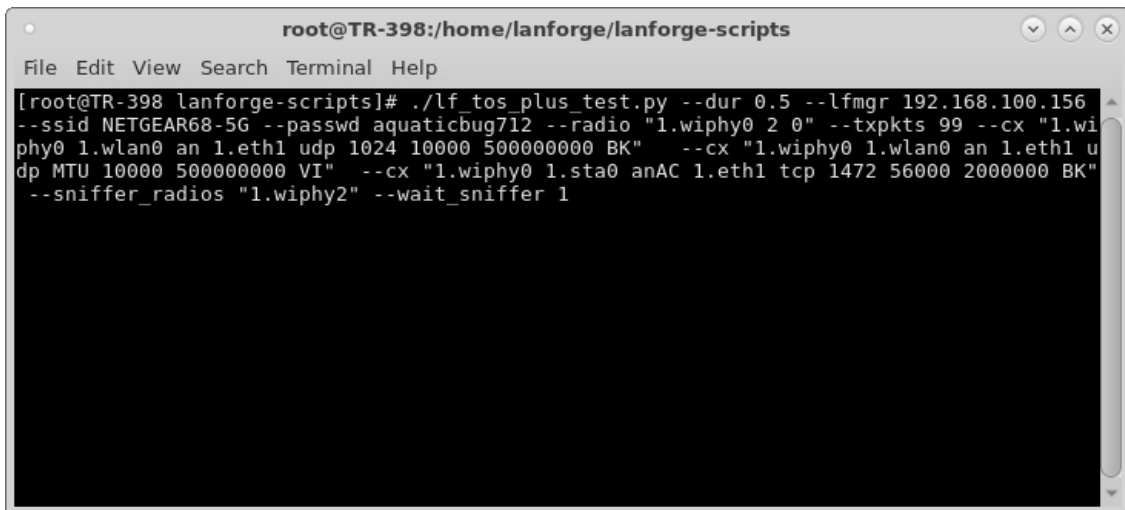 root@TR-398:/home/lanforge/lanforge-scripts
File Edit View Search Terminal Help
[root@TR-398 lanforge-scripts]# ./lf_tos_plus_test.py --dur 0.5 --lfmgr 192.168.100.156
--ssid NETGEAR68-5G --passwd aquaticbug712 --radio "1.wiphy0 2 0" --txpkts 99 --cx "1.wi
phy0 1.wlan0 an 1.eth1 udp 1024 10000 500000000 BK"   --cx "1.wiphy0 1.wlan0 an 1.eth1 u
dp MTU 10000 500000000 VI"  --cx "1.wiphy0 1.sta0 anAC 1.eth1 tcp 1472 56000 2000000 BK"
 --sniffer_radios "1.wiphy2" --wait_sniffer 1